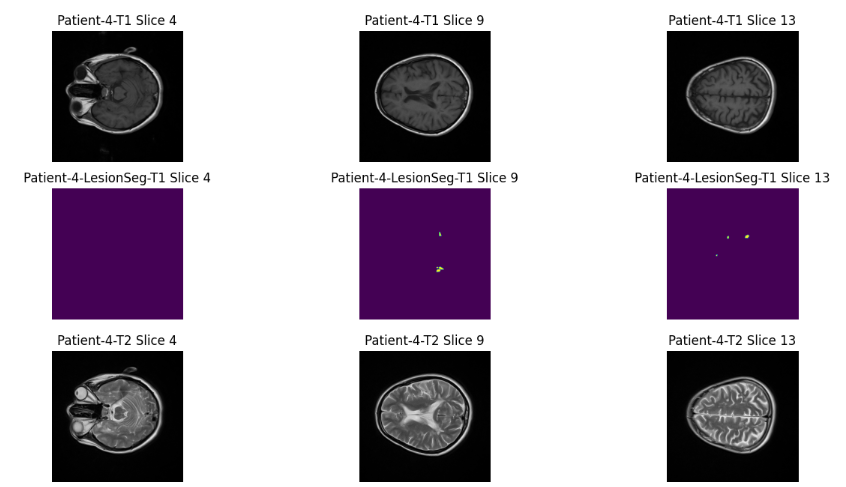 Patient-4-T1 Slice 4
Patient-4-T1 Slice 9
Patient-4-T1 Slice 13
Patient-4-LesionSeg-T1 Slice 4
Patient-4-LesionSeg-T1 Slice 9
Patient-4-LesionSeg-T1 Slice 13
Patient-4-T2 Slice 4
Patient-4-T2 Slice 9
Patient-4-T2 Slice 13